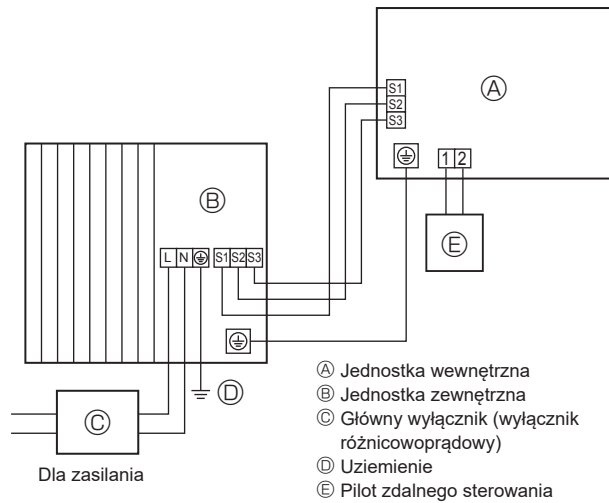 S1
S2
S3
Ⓐ
1 2
Ⓔ
Ⓑ
L N S1 S2 S3
Ⓓ
Ⓒ
Dla zasilania
Ⓐ Jednostka wewnętrzna
Ⓑ Jednostka zewnętrzna
Ⓒ Główny wyłącznik (wyłącznik
różnicowoprądowy)
Ⓓ Uziemienie
Ⓔ Pilot zdalnego sterowania